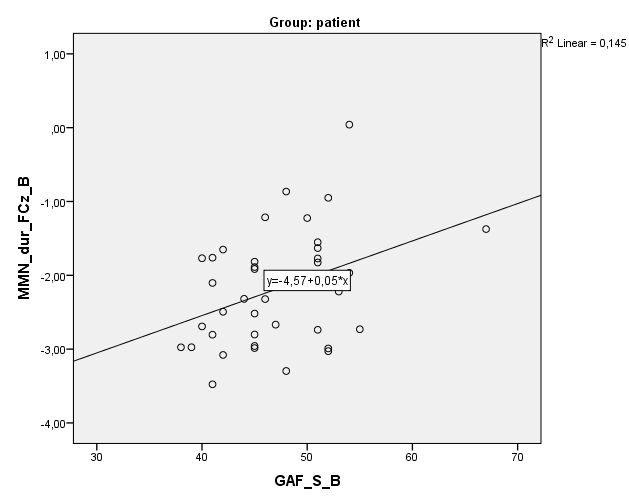 Group: patient
R² Linear = 0,145
1,00
,00
-1,00
-2,00
-3,00
-4,00
MMN_dur_FCz_B
y=-4,57+0,05*x
30 40 50 60 70
GAF_S_B